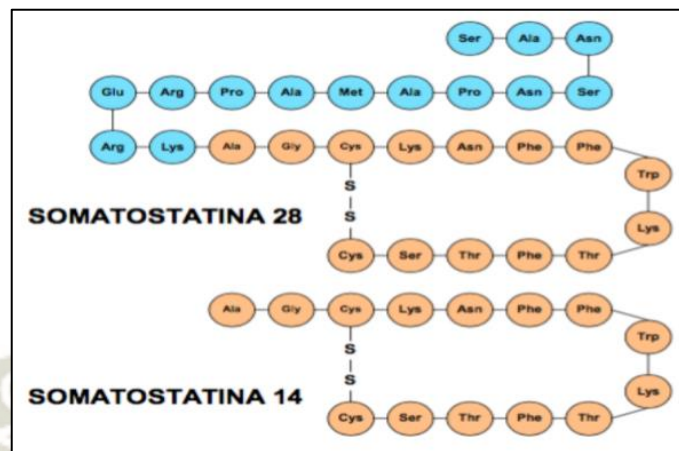 Ser Ala Asn
Glu Arg Pro Ala Met Ala Pro Asn Ser
Arg Lys Ala Gly Cys Lys Asn Phe Phe
Trp
S
SOMATOSTATINA 28
S
Lys
Cys Ser Thr Phe Thr
Ala Gly Cys Lys Asn Phe Phe
Trp
S
S
SOMATOSTATINA 14
Lys
Cys Ser Thr Phe Thr